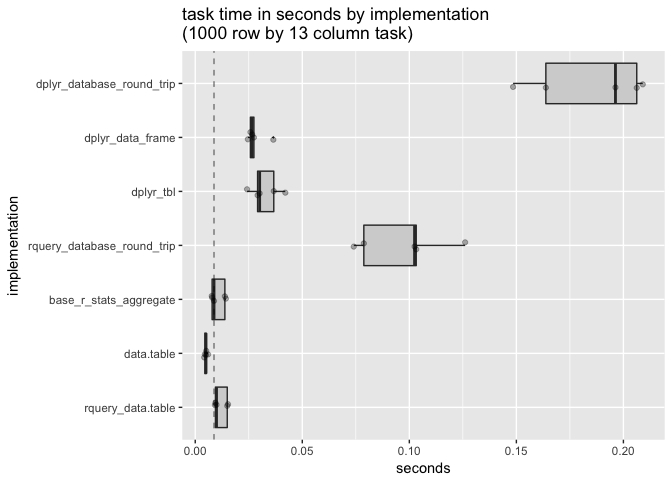 task time in seconds by implementation
(1000 row by 13 column task)
implementation
dplyr_database_round_trip
dplyr_data_frame
dplyr_tbl
rquery_database_round_trip
base_r_stats_aggregate
data.table
rquery_data.table
0.00 0.05 0.10 0.15 0.20
seconds